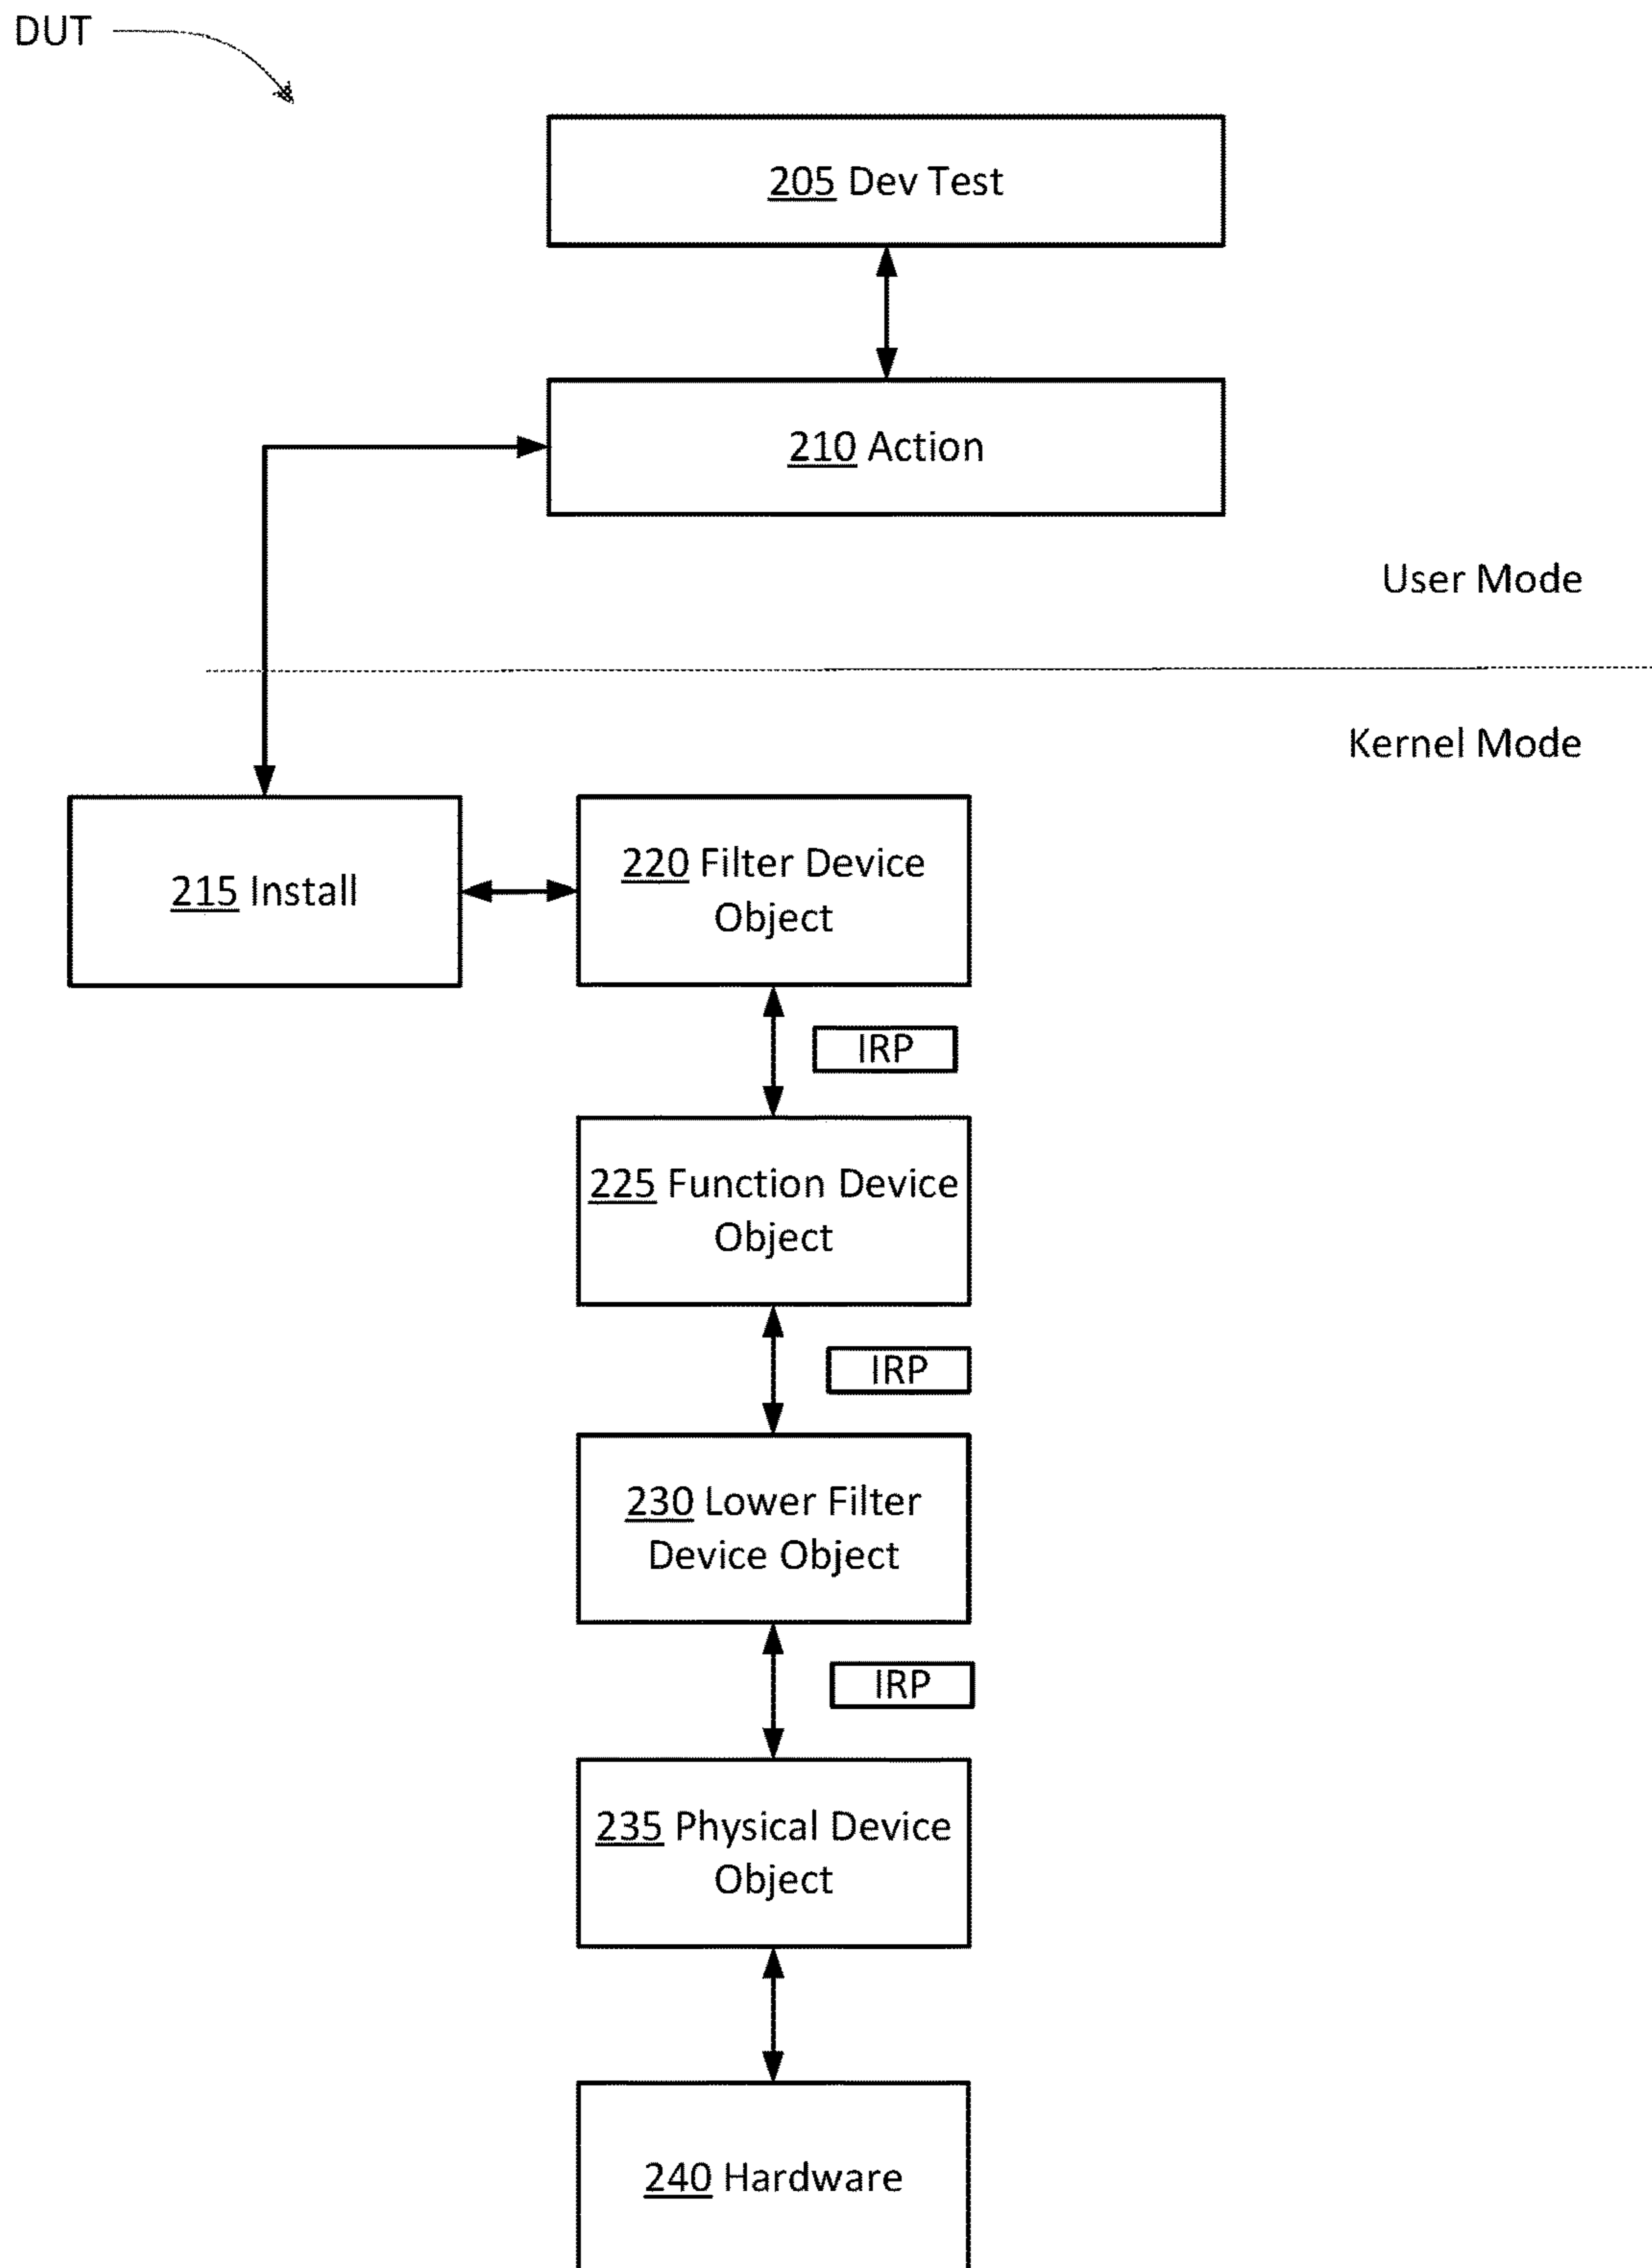 DUT
205 Dev Test
210 Action
User Mode
Kernel Mode
215 Install
220 Filter Device
Object
IRP
225 Function Device
Object
IRP
230 Lower Filter
Device Object
IRP
235 Physical Device
Object
240 Hardware